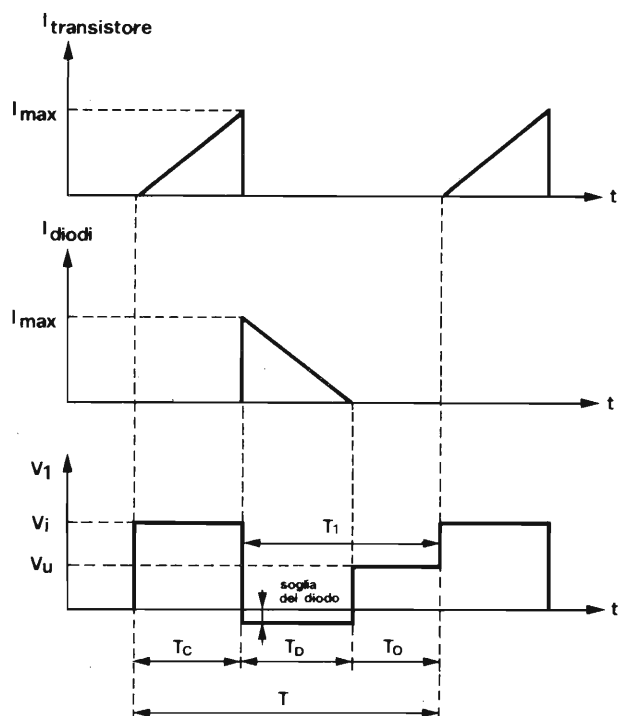 I transistore
I max
t
I diodi
I max
t
V1
Vi
T1
Vu
soglia
del diodo
t
TC
TD
TO
T